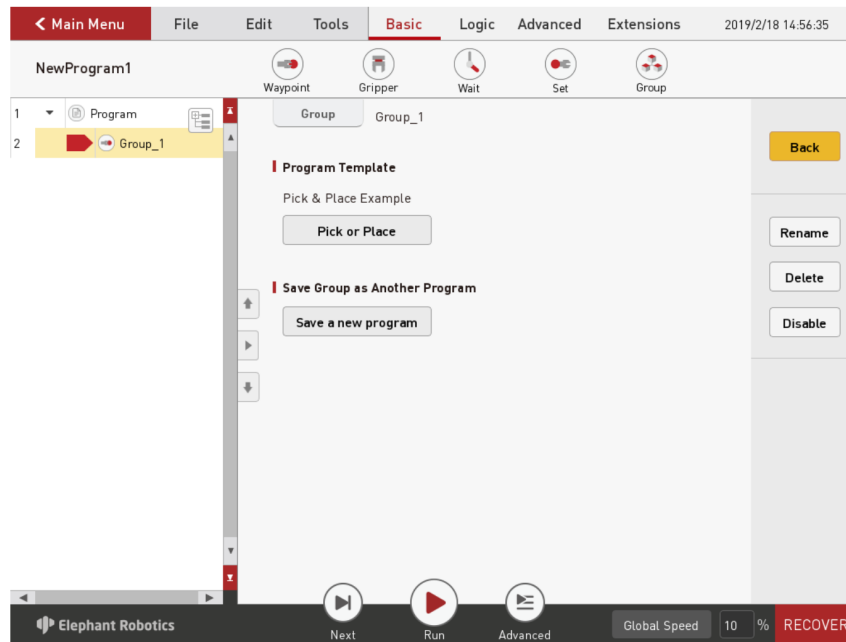 Main Menu File Edit Tools Basic Logic Advanced Extensions 2019/2/18 14:56:35
NewProgram1
Waypoint Gripper Wait Set Group
1 Program
2 Group_1
Group Group_1
Program Template
Pick & Place Example
Pick or Place
Save Group as Another Program
Save a new program
Back
Rename
Delete
Disable
Elephant Robotics
Next Run Advanced
Global Speed 10 % RECOVER